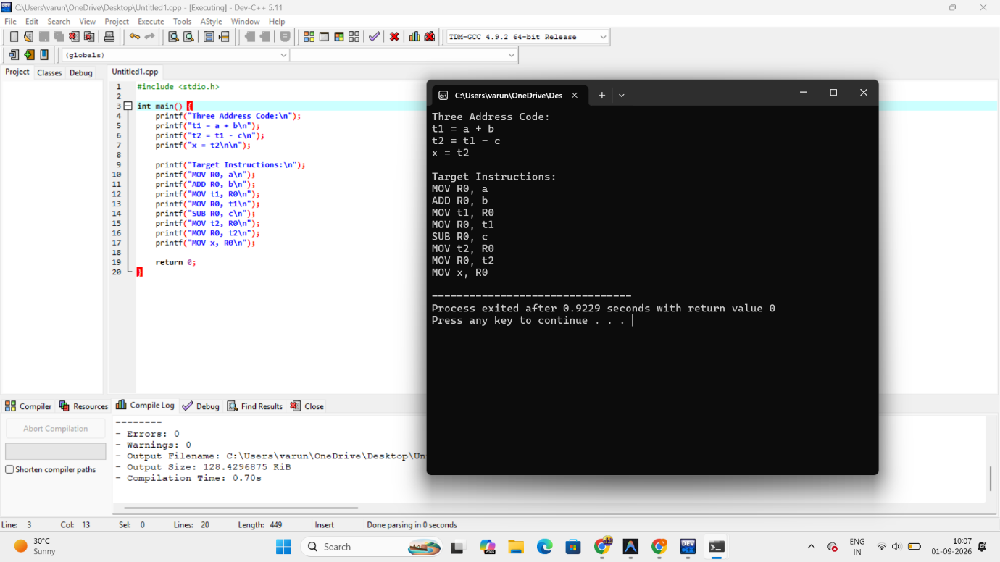 C:\Users\varun\OneDrive\Desktop\Untitled1.cpp - [Executing] - Dev-C++ 5.11
File Edit Search View Project Execute Tools AStyle Window Help
TDM-GCC 4.9.2 64-bit Release
(globals)
Project Classes Debug
Untitled1.cpp
1 #include <stdio.h>
2
3 int main() {
4 printf("Three Address Code:\n");
5 printf("t1 = a + b\n");
6 printf("t2 = t1 - c\n");
7 printf("x = t2\n\n");
8
9 printf("Target Instructions:\n");
10 printf("MOV R0, a\n");
11 printf("ADD R0, b\n");
12 printf("MOV t1, R0\n");
13 printf("MOV R0, t1\n");
14 printf("SUB R0, c\n");
15 printf("MOV t2, R0\n");
16 printf("MOV R0, t2\n");
17 printf("MOV x, R0\n");
18
19 return 0;
20 }
C:\Users\varun\OneDrive\Des
Three Address Code:
t1 = a + b
t2 = t1 - c
x = t2
Target Instructions:
MOV R0, a
ADD R0, b
MOV t1, R0
MOV R0, t1
SUB R0, c
MOV t2, R0
MOV R0, t2
MOV x, R0
--------------------------------
Process exited after 0.9229 seconds with return value 0
Press any key to continue . . .
Compiler Resources Compile Log Debug Find Results Close
Abort Compilation
Shorten compiler paths
--------
- Errors: 0
- Warnings: 0
- Output Filename: C:\Users\varun\OneDrive\Desktop\Un
- Output Size: 128.4296875 KiB
- Compilation Time: 0.70s
Line: 3 Col: 13 Sel: 0 Lines: 20 Length: 449 Insert Done parsing in 0 seconds
30°C
Sunny
Search
DEV
ENG
IN
10:07
01-09-2026